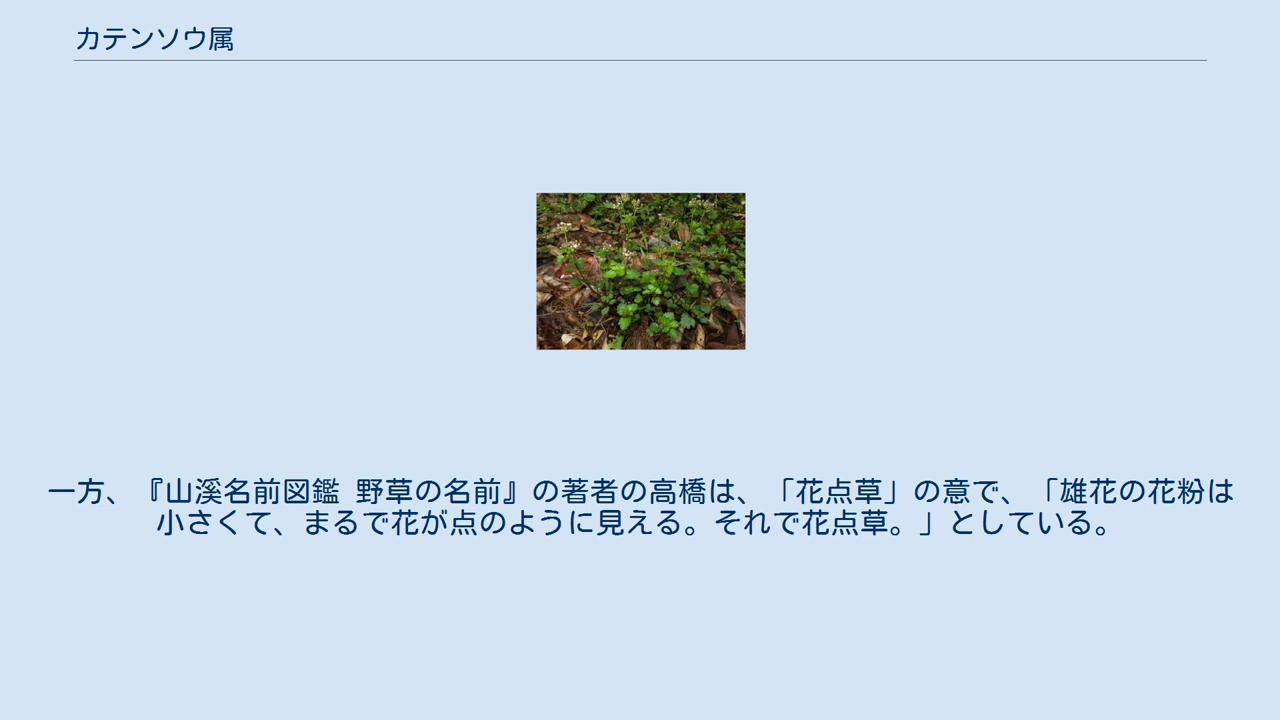 カテンソウ属
一方、『山溪名前図鑑 野草の名前』の著者の高橋は、「花点草」の意で、「雄花の花粉は
小さくて、まるで花が点のように見える。それで花点草。」としている。